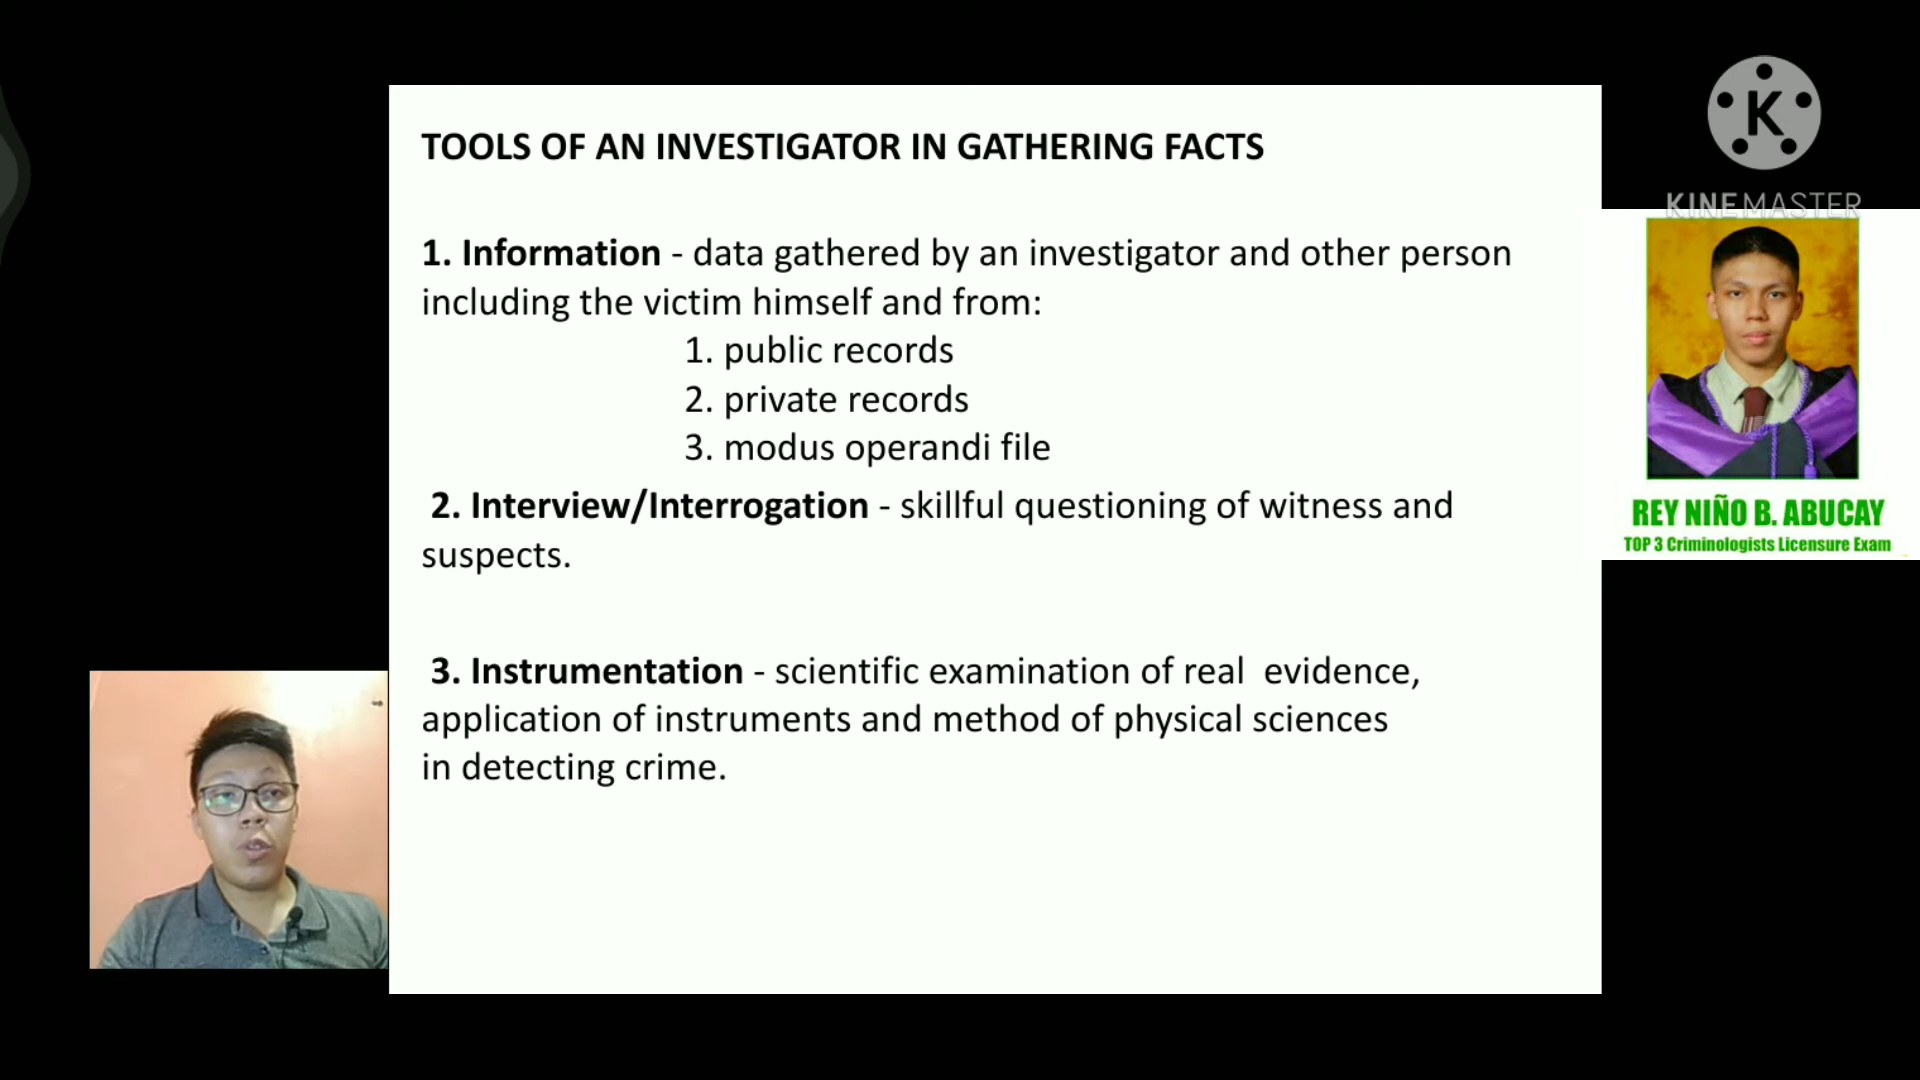 TOOLS OF AN INVESTIGATOR IN GATHERING FACTS
1. Information - data gathered by an investigator and other person
including the victim himself and from:
1. public records
2. private records
3. modus operandi file
2. Interview/Interrogation - skillful questioning of witness and
suspects.
3. Instrumentation - scientific examination of real  evidence,
application of instruments and method of physical sciences
in detecting crime.
K
KINEMASTER
REY NIÑO B. ABUCAY
TOP 3 Criminologists Licensure Exam